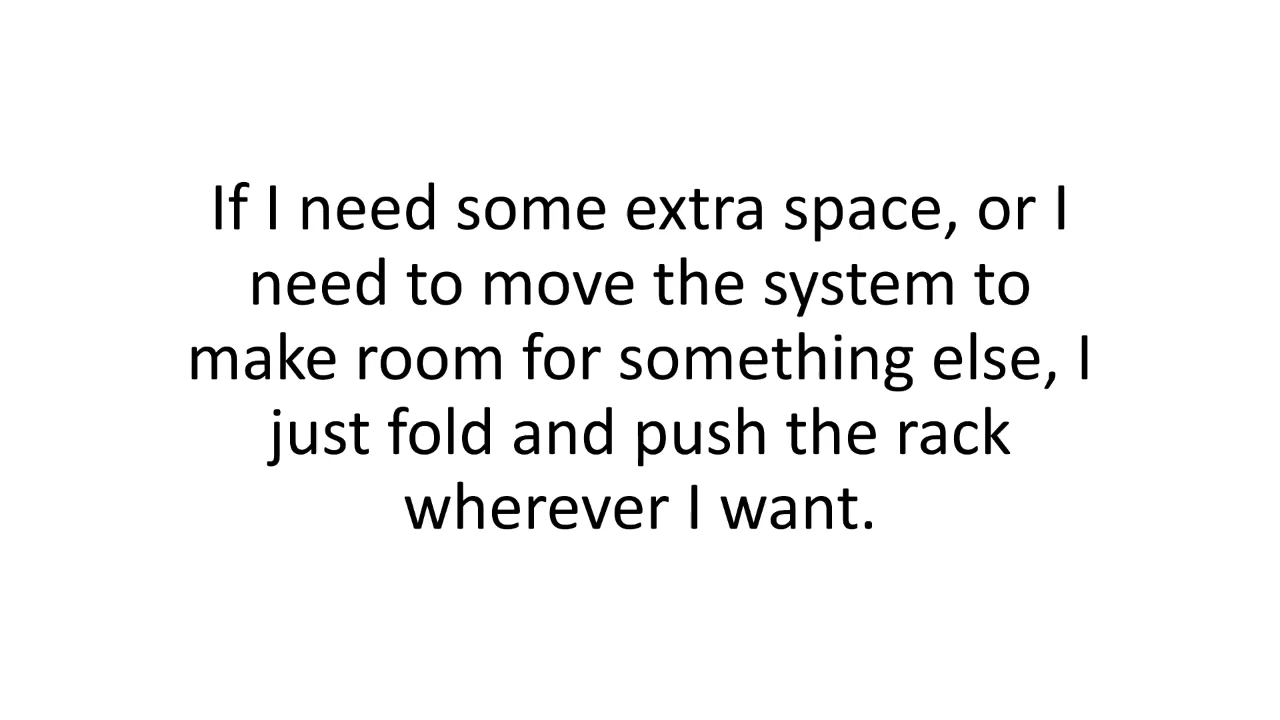 If I need some extra space, or I
need to move the system to
make room for something else, I
just fold and push the rack
wherever I want.